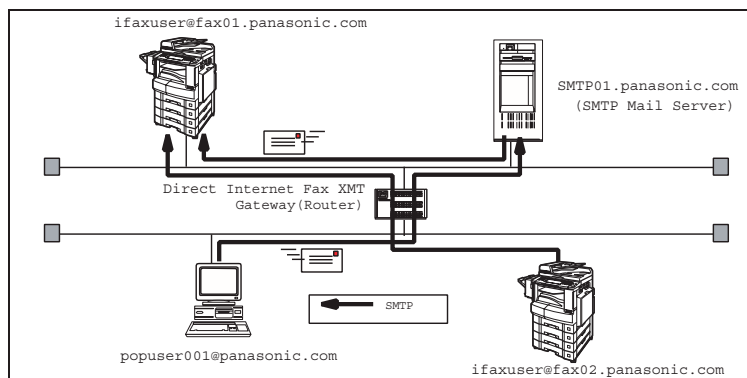 ifaxuser@fax01.panasonic.com
SMTP01.panasonic.com
(SMTP Mail Server)
Direct Internet Fax XMT
Gateway(Router)
SMTP
popuser001@panasonic.com
ifaxuser@fax02.panasonic.com